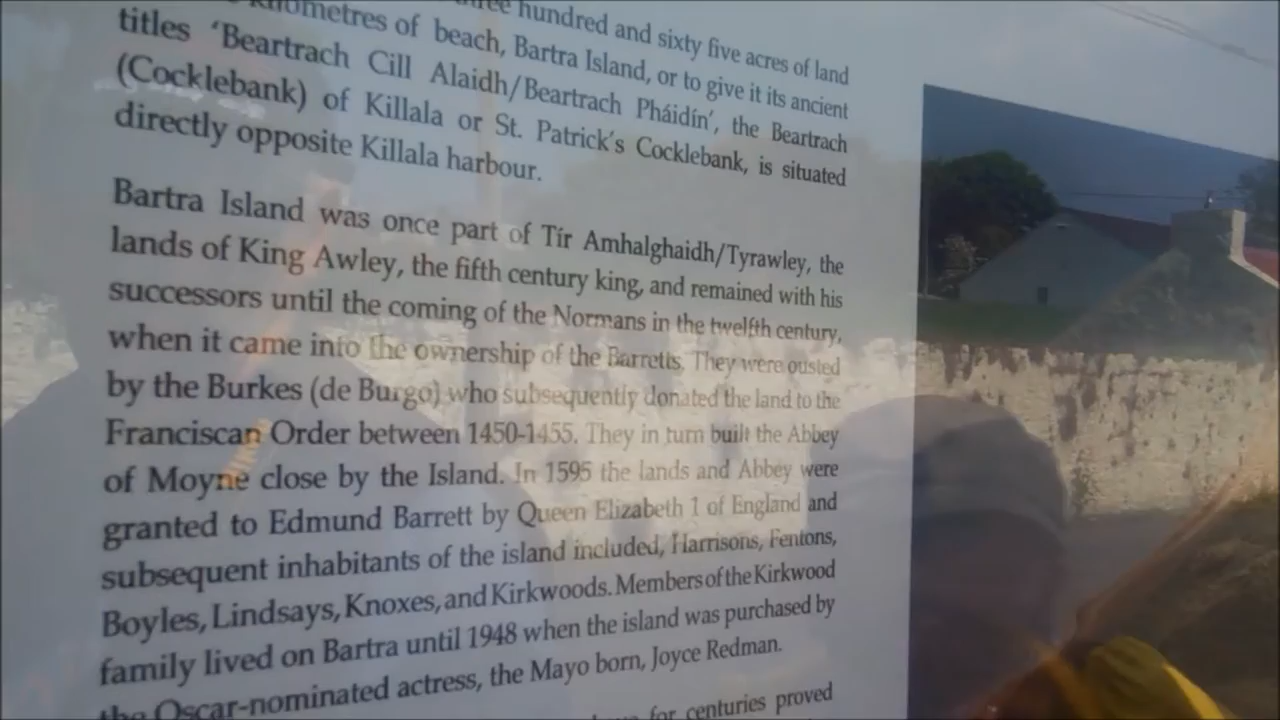 hundred and sixty five acres of land
kilometres of beach, Bartra Island, or to give it its ancient
titles ‘Beartrach Cill Alaidh/Beartrach Pháidín’, the Beartrach
(Cocklebank) of Killala or St. Patrick's Cocklebank, is situated
directly opposite Killala harbour.
Bartra Island was once part of Tír Amhalghaidh/Tyrawley, the
lands of King Awley, the fifth century king, and remained with his
successors until the coming of the Normans in the twelfth century,
when it came into the ownership of the Barretts. They were ousted
by the Burkes (de Burgo) who subsequently donated the land to the
Franciscan Order between 1450-1455. They in turn built the Abbey
of Moyne close by the Island. In 1595 the lands and Abbey were
granted to Edmund Barrett by Queen Elizabeth 1 of England and
subsequent inhabitants of the island included, Harrisons, Fentons,
Boyles, Lindsays, Knoxes, and Kirkwoods. Members of the Kirkwood
family lived on Bartra until 1948 when the island was purchased by
the Oscar-nominated actress, the Mayo born, Joyce Redman.
for centuries proved